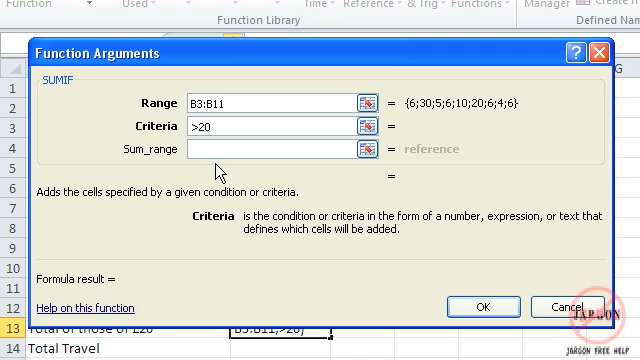 Function Time Reference & Trig Functions Manager Create from
Function Library Defined Names
Function Arguments
SUMIF
Range B3:B11 = {6;30;5;6;10;20;6;4;6}
Criteria >20 =
Sum_range = reference
=
Adds the cells specified by a given condition or criteria.
Criteria is the condition or criteria in the form of a number, expression, or text that
defines which cells will be added.
Formula result =
Help on this function OK Cancel
G
1
2
3
4
5
6
7
8
9
10
11
12
13 Total of those of £20 B3:B11,>20)
14 Total Travel
JARGON
JARGON FREE HELP